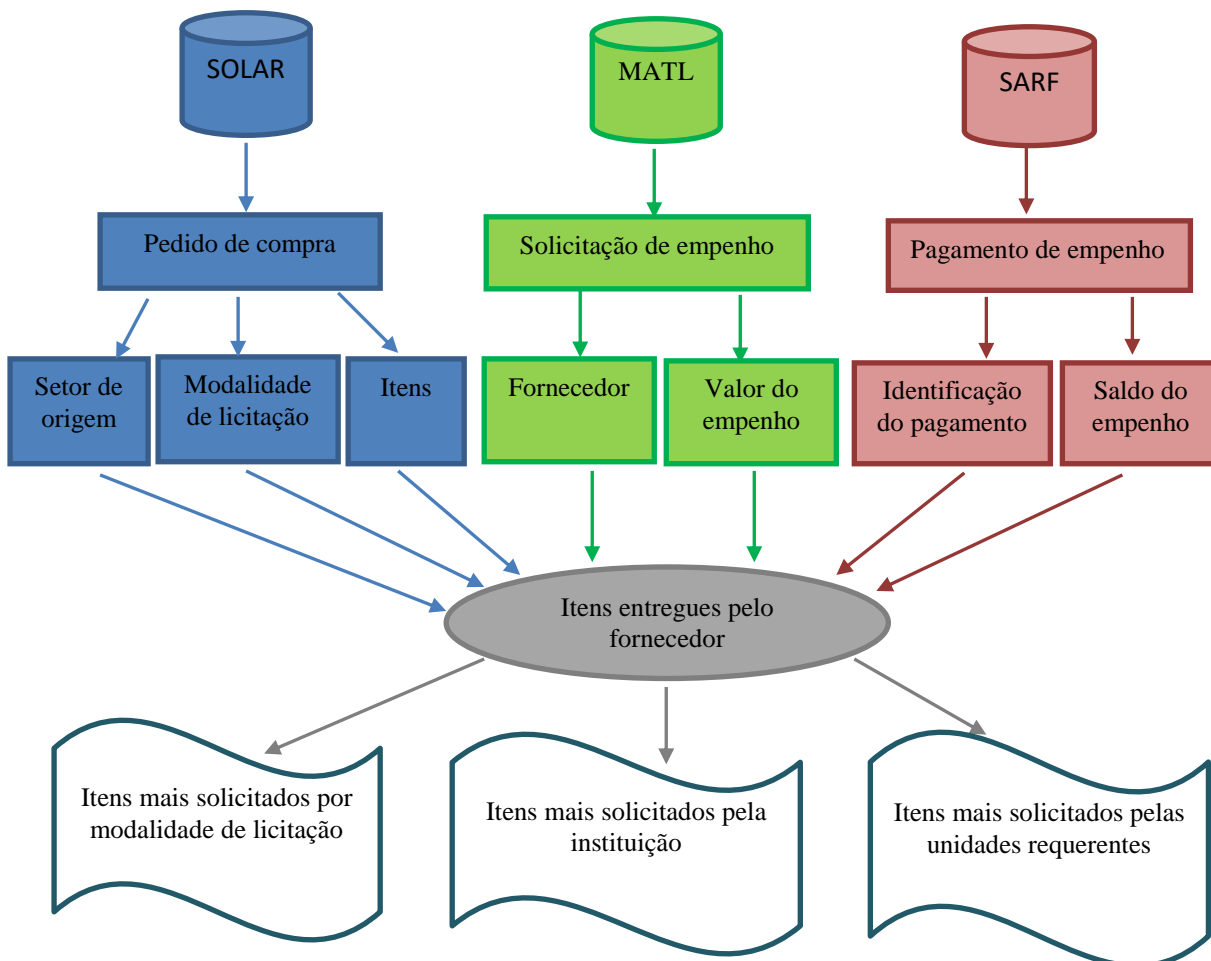 SOLAR
MATL
SARF
Pedido de compra
Solicitação de empenho
Pagamento de empenho
Setor de
origem
Modalidade
de licitação
Itens
Fornecedor
Valor do
empenho
Identificação
do pagamento
Saldo do
empenho
Itens entregues pelo
fornecedor
Itens mais solicitados por
modalidade de licitação
Itens mais solicitados pela
instituição
Itens mais solicitados pelas
unidades requerentes